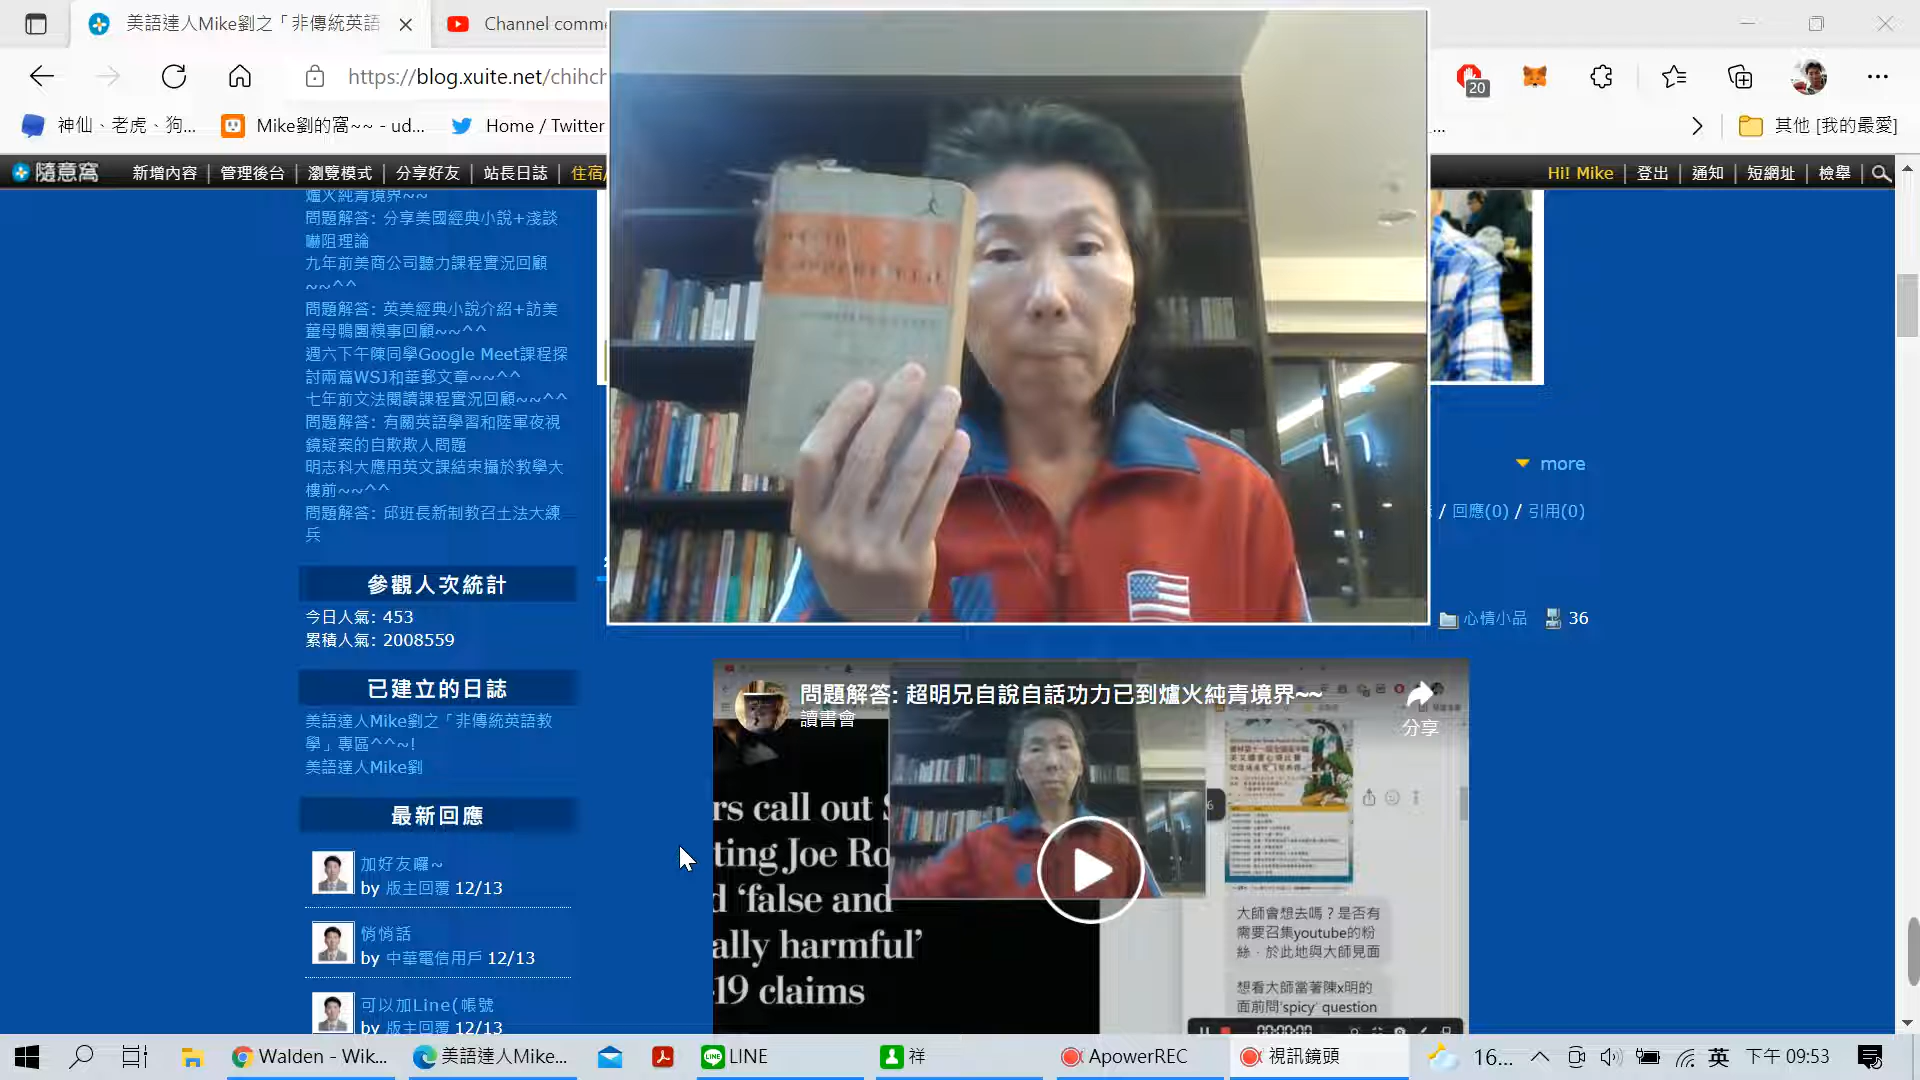 美語達人Mike劉之「非傳統英語
Channel comme
https://blog.xuite.net/chihch
20
神仙、老虎、狗...
Mike劉的窩~~ - ud...
Home / Twitter
...
其他 [我的最愛]
隨意窩
新增內容 | 管理後台 | 瀏覽模式 | 分享好友 | 站長日誌 | 住宿/
Hi! Mike | 登出 | 通知 | 短網址 | 檢舉
爐火純青境界~~
問題解答: 分享美國經典小說+淺談
嚇阻理論
九年前美商公司聽力課程實況回顧
~~^^
問題解答: 英美經典小說介紹+訪美
薑母鴨團糗事回顧~~^^
週六下午陳同學Google Meet課程探
討兩篇WSJ和華郵文章~~^^
七年前文法閱讀課程實況回顧~~^^
問題解答: 有關英語學習和陸軍夜視
鏡疑案的自欺欺人問題
明志科大應用英文課結束攝於教學大
樓前~~^^
問題解答: 邱班長新制教召土法大練
兵
參觀人次統計
今日人氣: 453
累積人氣: 2008559
已建立的日誌
美語達人Mike劉之「非傳統英語教
學」專區^^~!
美語達人Mike劉
最新回應
加好友囉~
by 版主回覆 12/13
悄悄話
by 中華電信用戶 12/13
可以加Line(帳號
by 版主回覆 12/13
more
/ 回應(0) / 引用(0)
心情小品 36
問題解答: 超明兄自說自話功力已到爐火純青境界~~
讀書會
分享
rs call out S
ting Joe Ro
d ‘false and
ally harmful’
-19 claims
大師會想去嗎？是否有
需要召集youtube的粉
絲，於此地與大師見面
想看大師當著陳x明的
面前問'spicy' question
00:00:00
Walden - Wik...
美語達人Mike...
LINE
祥
ApowerREC
視訊鏡頭
16...
英
下午 09:53